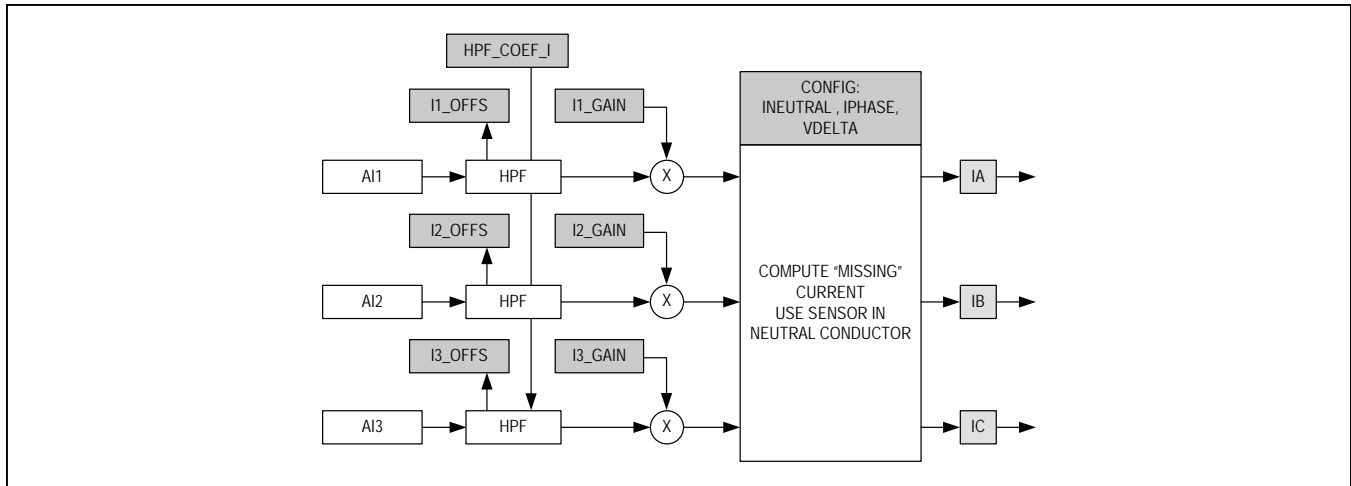 HPF_COEF_I
I1_OFFS
I1_GAIN
CONFIG:
INEUTRAL , IPHASE,
VDELTA
AI1
HPF
X
IA
I2_OFFS
I2_GAIN
AI2
HPF
X
COMPUTE “MISSING”
CURRENT
USE SENSOR IN
NEUTRAL CONDUCTOR
IB
I3_OFFS
I3_GAIN
AI3
HPF
X
IC